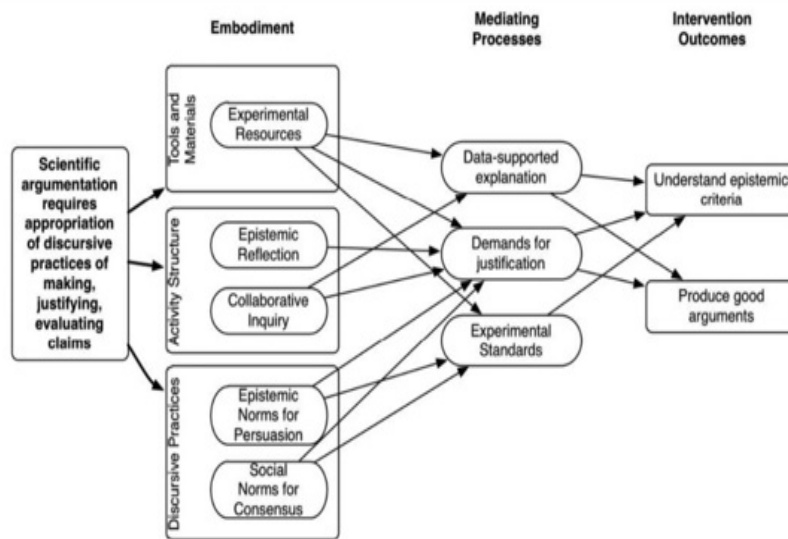 Embodiment
Mediating
Processes
Intervention
Outcomes
Scientific
argumentation
requires
appropriation
of discursive
practices of
making,
justifying,
evaluating
claims
Tools and
Materials
Experimental
Resources
Activity Structure
Epistemic
Reflection
Collaborative
Inquiry
Discursive Practices
Epistemic
Norms for
Persuasion
Social
Norms for
Consensus
Data-supported
explanation
Demands for
justification
Experimental
Standards
Understand epistemic
criteria
Produce good
arguments